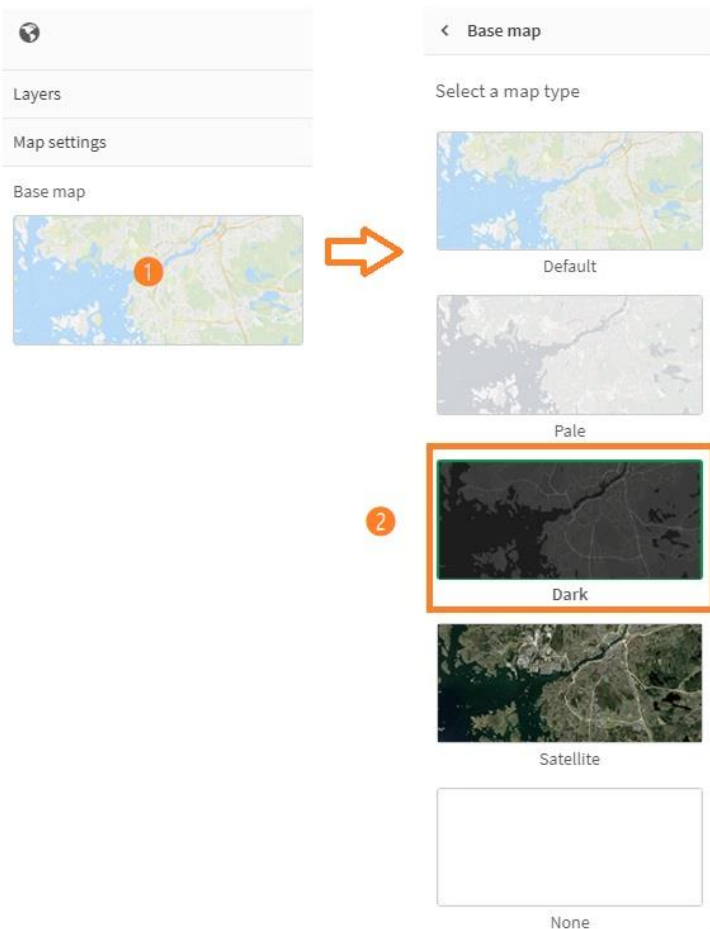 Layers
Map settings
Base map
1
Base map
Select a map type
Default
Pale
2
Dark
Satellite
None